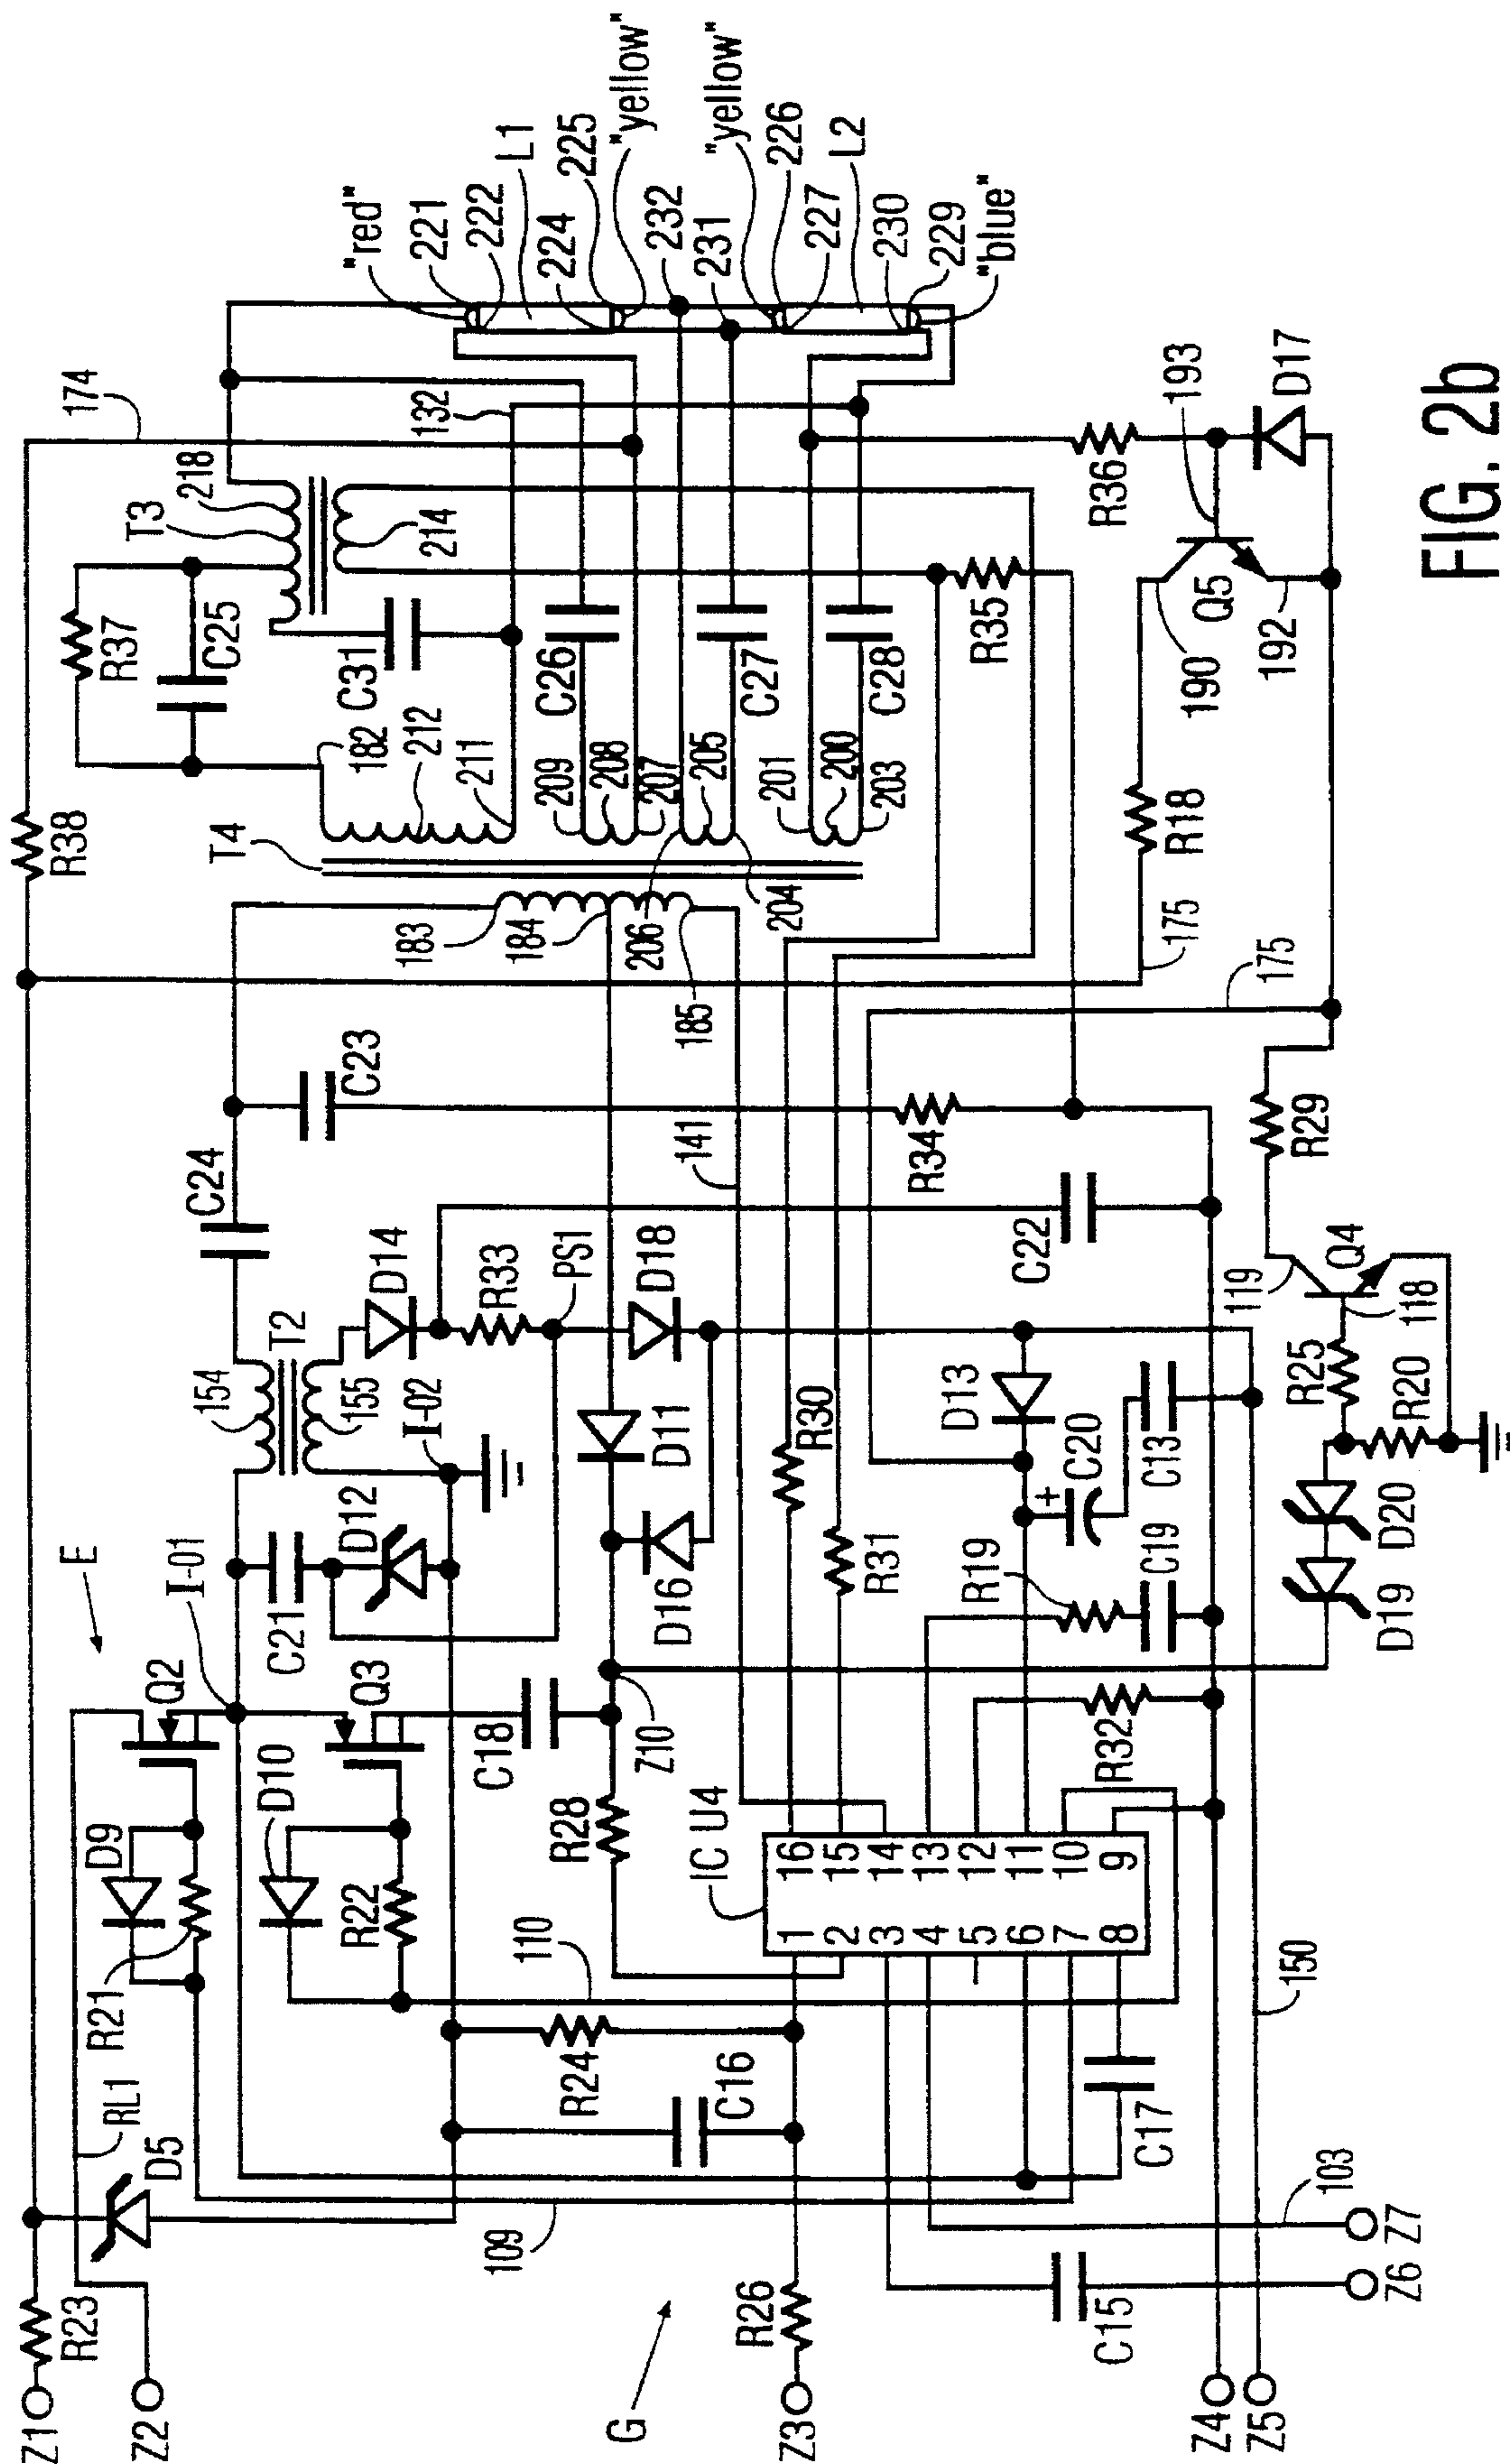 Z1
R23
RL1
D5
Z2
R21
D9
Q2
E
I-01
C21
D12
154
T2
155
I-02
D14
R33
PS1
D18
C24
C23
R38
183
184
206
185
204
T4
182
212
211
209
208
207
205
201
200
203
R37
C25
C31
T3
218
214
174
132
C26
C27
C28
"red"
221
222
L1
224
225
"yellow"
232
231
"yellow"
226
227
L2
230
229
"blue"
D10
R22
Q3
110
C18
R28
Z10
D11
D16
141
R24
C16
109
G
R26
Z3
IC U4
1
2
3
4
5
6
7
8
16
15
14
13
12
11
10
9
R30
R31
R19
C19
D13
C20
+
C13
R32
C22
R34
R35
C17
C15
Z6
Z7
103
150
Z4
Z5
D19
D20
R25
R20
118
119
Q4
R29
175
175
R18
190
192
Q5
193
R36
D17
FIG. 2b